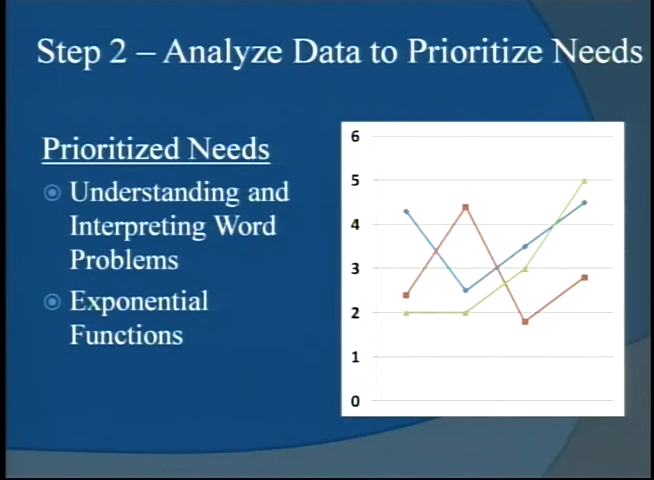 Step 2 – Analyze Data to Prioritize Needs
Prioritized Needs
Understanding and
Interpreting Word
Problems
Exponential
Functions
6
5
4
3
2
1
0